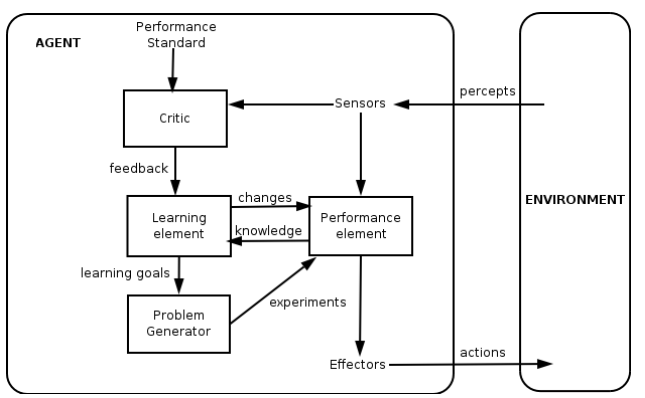 Performance
Standard
AGENT
percepts
Sensors
Critic
feedback
changes
ENVIRONMENT
Learning
element
Performance
element
knowledge
learning goals
experiments
Problem
Generator
actions
Effectors